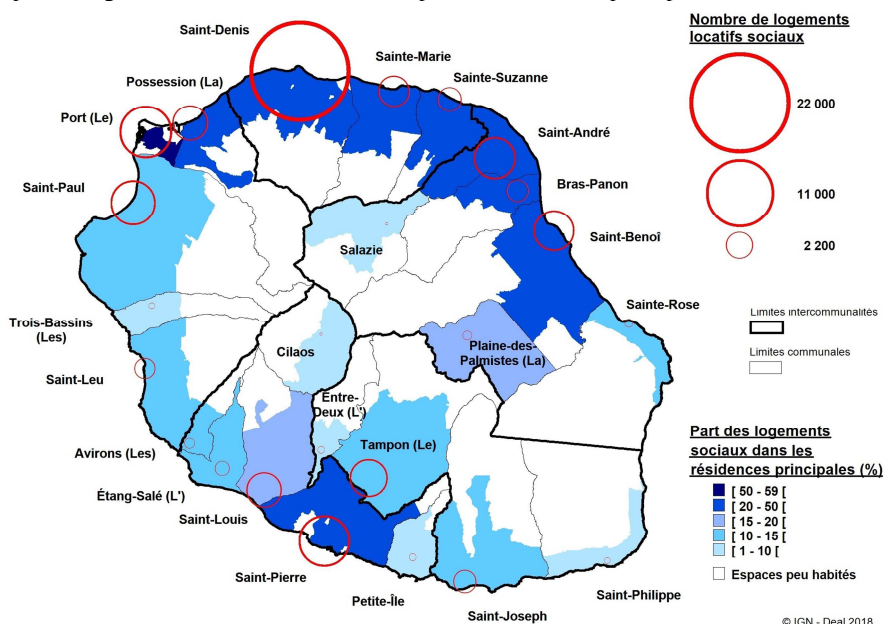 Saint-Denis
Sainte-Marie
Sainte-Suzanne
Possession (La)
Port (Le)
Saint-André
Saint-Paul
Bras-Panon
Saint-Benoî
Salazie
Sainte-Rose
Trois-Bassins
(Les)
Cilaos
Plaine-des-
Palmistes (La)
Saint-Leu
Entre-
Deux (L')
Avirons (Les)
Tampon (Le)
Étang-Salé (L')
Saint-Louis
Saint-Pierre
Petite-Île
Saint-Joseph
Saint-Philippe
Nombre de logements
locatifs sociaux
22 000
11 000
2 200
Limites intercommunalités
Limites communales
Part des logements
sociaux dans les
résidences principales (%)
[ 50 - 59 [
[ 20 - 50 [
[ 15 - 20 [
[ 10 - 15 [
[ 1 - 10 [
Espaces peu habités
© IGN - Deal 2018